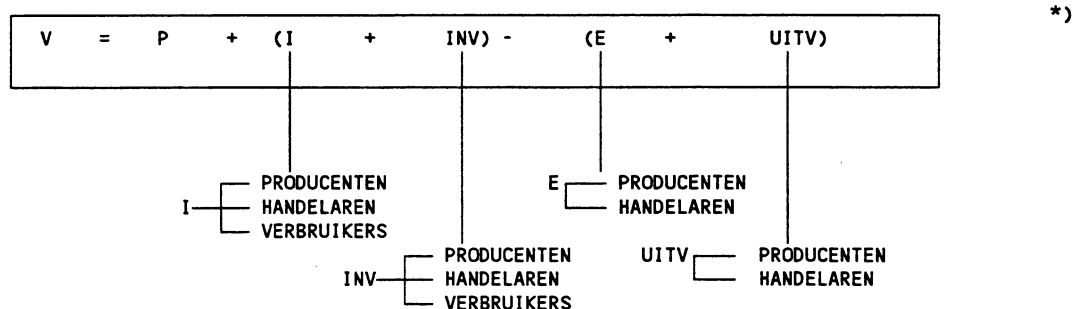 *)
V = P + (I + INV) - (E + UITV)
PRODUCENTEN
I HANDELAREN
VERBRUIKERS
E PRODUCENTEN
HANDELAREN
PRODUCENTEN
INV HANDELAREN
VERBRUIKERS
UITV PRODUCENTEN
HANDELAREN